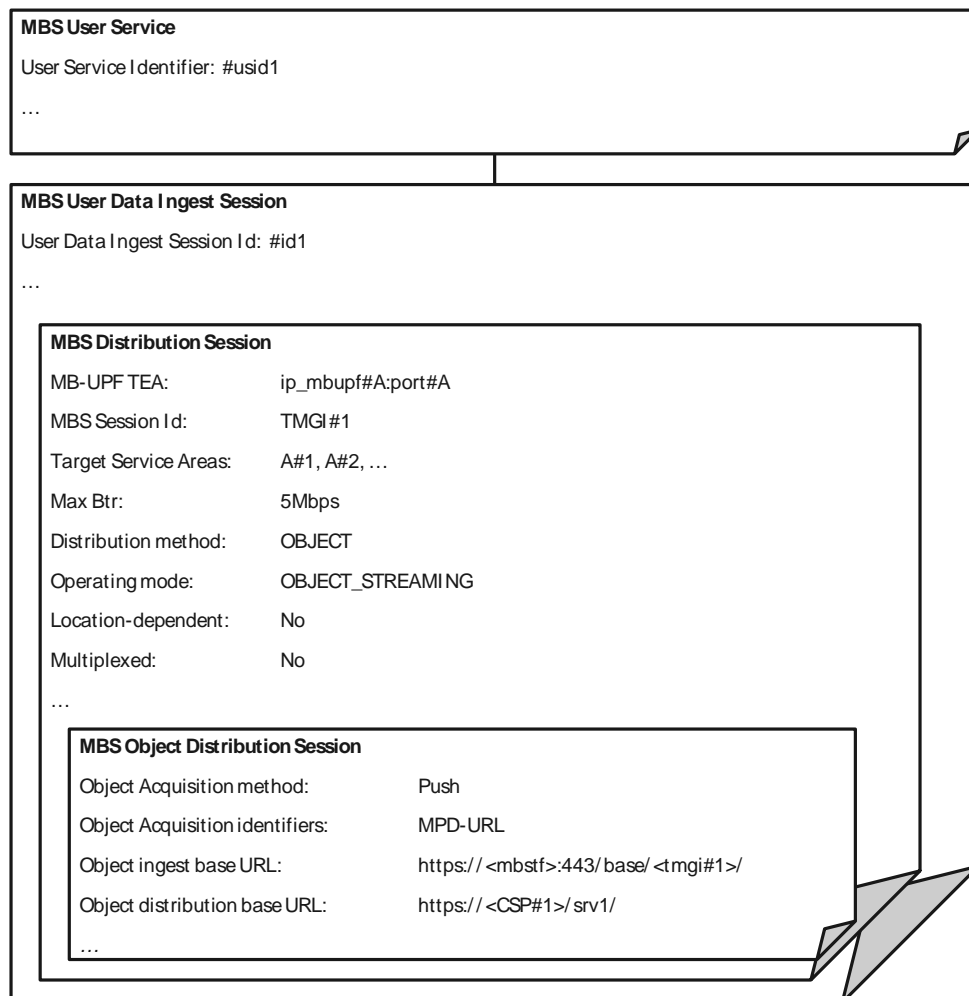 MBS User Service
User Service Identifier: #usid1
…
MBS User Data Ingest Session
User Data Ingest Session Id: #id1
…
MBS Distribution Session
MB-UPF TEA: ip_mbupf#A:port#A
MBS Session Id: TMGI#1
Target Service Areas: A#1, A#2, …
Max Btr: 5Mbps
Distribution method: OBJECT
Operating mode: OBJECT_STREAMING
Location-dependent: No
Multiplexed: No
…
MBS Object Distribution Session
Object Acquisition method: Push
Object Acquisition identifiers: MPD-URL
Object ingest base URL: https://<mbstf>:443/base/<tmgi#1>/
Object distribution base URL: https://<CSP#1>/srv1/
…